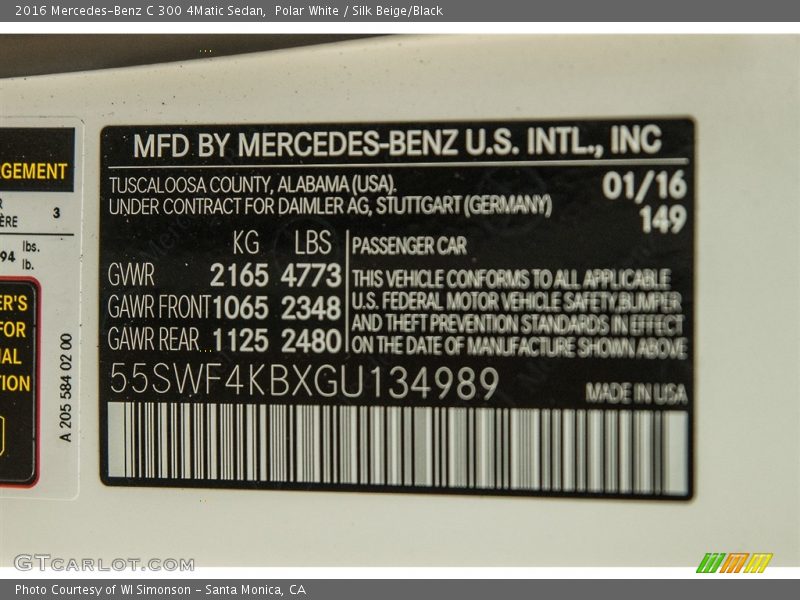 2016 Mercedes-Benz C 300 4Matic Sedan,  Polar White / Silk Beige/Black
RGEMENT
3
94 lbs.
lb.
ER'S
FOR
A 205 584 02 00
MFD BY MERCEDES-BENZ U.S. INTL., INC
TUSCALOOSA COUNTY, ALABAMA (USA). 01/16
UNDER CONTRACT FOR DAIMLER AG, STUTTGART (GERMANY) 149
KG LBS PASSENGER CAR
GVWR 2165 4773
GAWR FRONT 1065 2348
GAWR REAR 1125 2480
THIS VEHICLE CONFORMS TO ALL APPLICABLE
U.S. FEDERAL MOTOR VEHICLE SAFETY,BUMPER
AND THEFT PREVENTION STANDARDS IN EFFECT
ON THE DATE OF MANUFACTURE SHOWN ABOVE
55SWF4KBXGU134989
MADE IN USA
GTCARLOT.COM
Photo Courtesy of WI Simonson - Santa Monica, CA